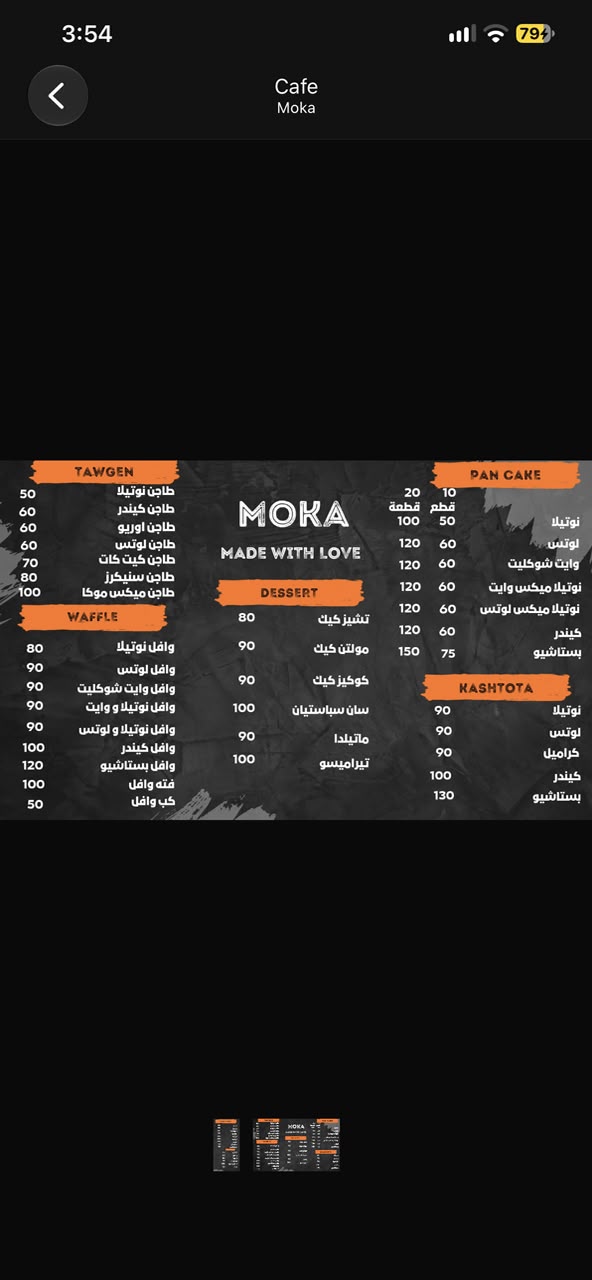 3:54
79
Cafe
Moka
TAWGEN
طاجن نوتيلا 50
طاجن كيندر 60
طاجن اوريو 60
طاجن لوتس 60
طاجن كيت كات 70
طاجن سنيكرز 80
طاجن ميكس موكا 100
WAFFLE
وافل نوتيلا 80
وافل لوتس 90
وافل وايت شوكليت 90
وافل نوتيلا و وايت 90
وافل نوتيلا و لوتس 90
وافل كيندر 100
وافل بستاشيو 120
فته وافل 100
كب وافل 50
MOKA
MADE WITH LOVE
DESSERT
تشيز كيك 80
مولتن كيك 90
كوكيز كيك 90
سان سباستيان 100
ماتيلدا 90
تيراميسو 100
PAN CAKE
10 20
قطع قطعة
نوتيلا 50 100
لوتس 60 120
وايت شوكليت 60 120
نوتيلا ميكس وايت 60 120
نوتيلا ميكس لوتس 60 120
كيندر 60 120
بستاشيو 75 150
KASHTOTA
نوتيلا 90
لوتس 90
كراميل 90
كيندر 100
بستاشيو 130